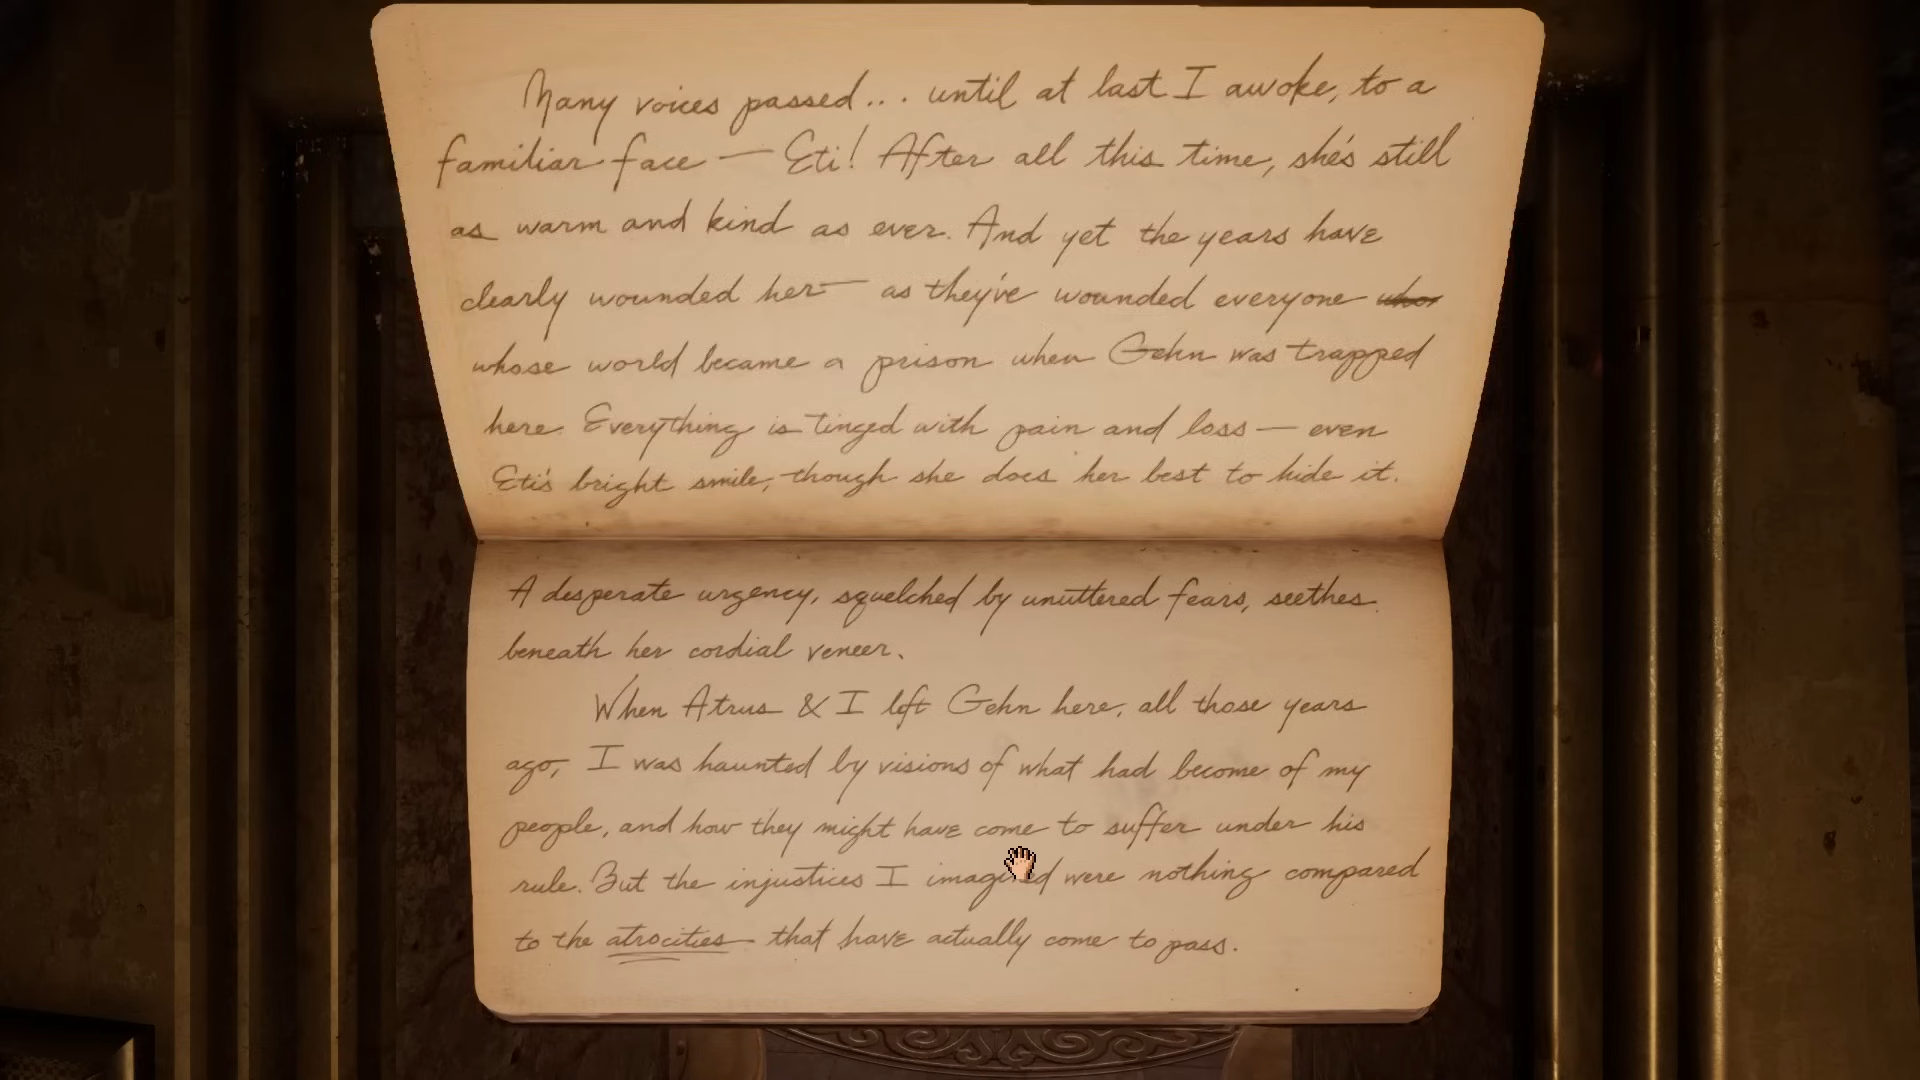 Many voices passed... until at last I awoke, to a
familiar face — Eti! After all this time, she's still
as warm and kind as ever. And yet the years have
clearly wounded her — as they've wounded everyone
whose world became a prison when Gehn was trapped
here. Everything is tinged with pain and loss — even
Eti's bright smile, though she does her best to hide it.
A desperate urgency, squelched by unuttered fears, seethes
beneath her cordial veneer.
When Atrus & I left Gehn here, all those years
ago, I was haunted by visions of what had become of my
people, and how they might have come to suffer under his
rule. But the injustices I imagined were nothing compared
to the atrocities that have actually come to pass.